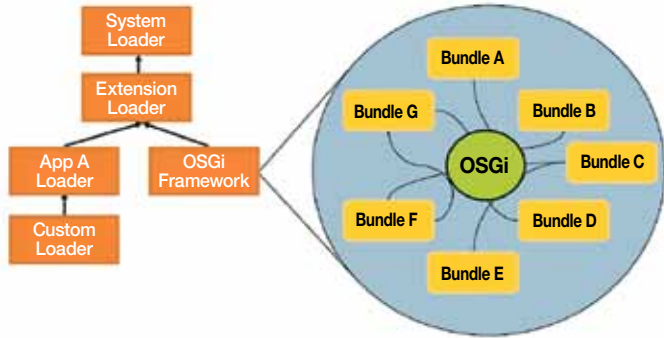 System
Loader
Extension
Loader
App A
Loader
OSGi
Framework
Custom
Loader
Bundle A
Bundle B
Bundle G
OSGi
Bundle C
Bundle F
Bundle D
Bundle E